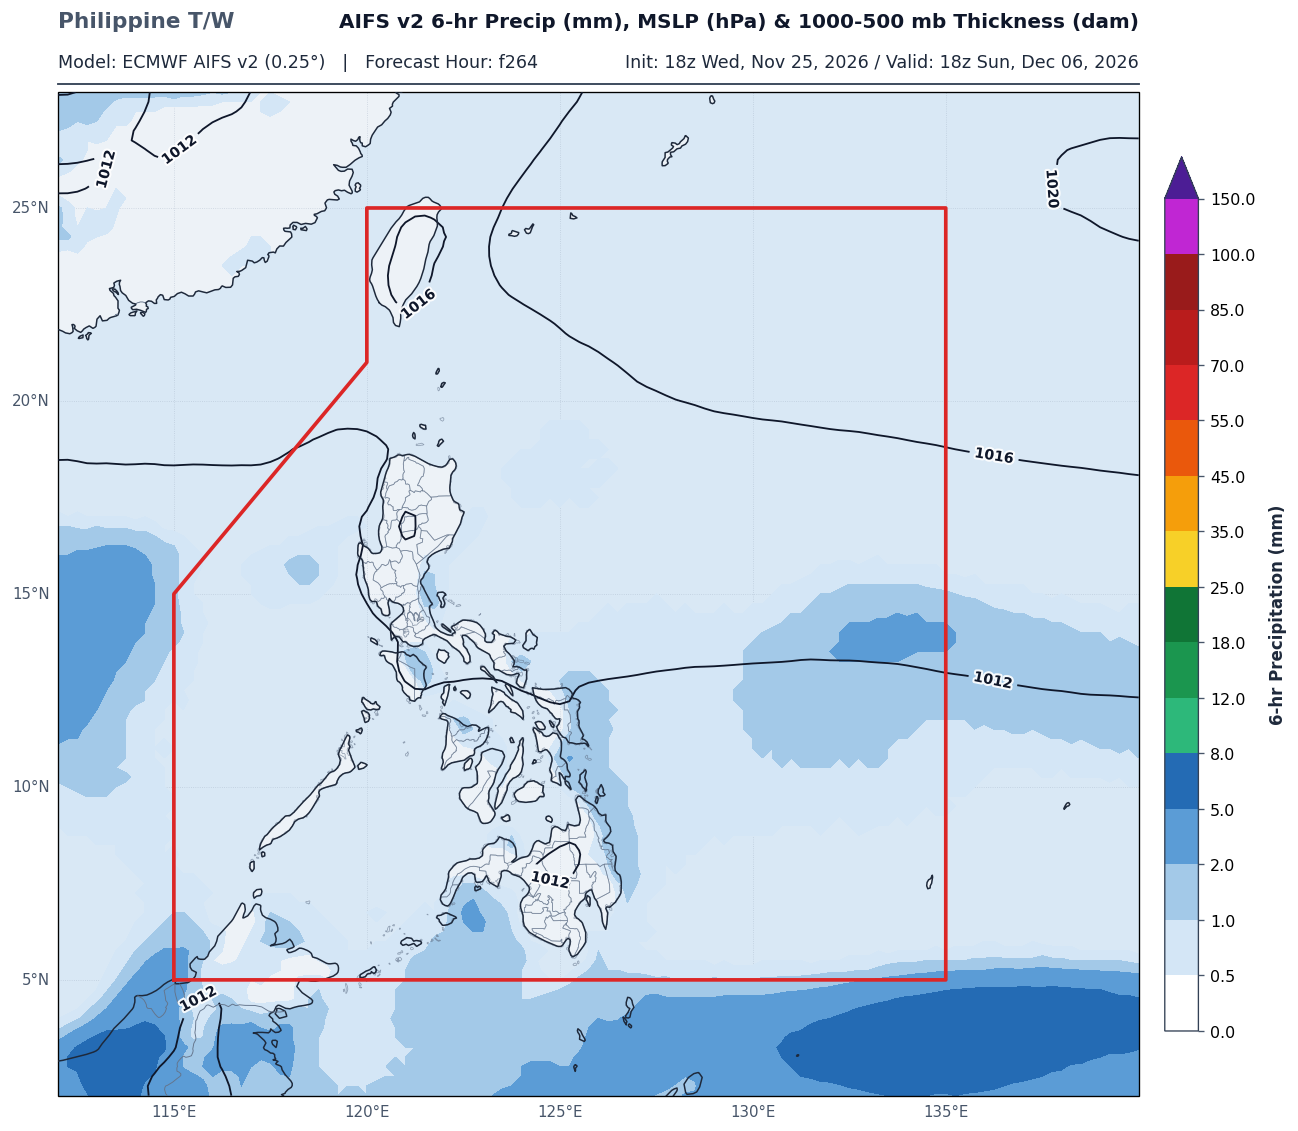 Philippine T/W
AIFS v2 6-hr Precip (mm), MSLP (hPa) & 1000-500 mb Thickness (dam)
Model: ECMWF AIFS v2 (0.25°) | Forecast Hour: f264
Init: 18z Wed, Nov 25, 2026 / Valid: 18z Sun, Dec 06, 2026
1012
1012
1020
25°N
1016
20°N
1016
15°N
1012
10°N
1012
5°N
1012
115°E
120°E
125°E
130°E
135°E
150.0
100.0
85.0
70.0
55.0
45.0
35.0
25.0
18.0
12.0
8.0
5.0
2.0
1.0
0.5
0.0
6-hr Precipitation (mm)